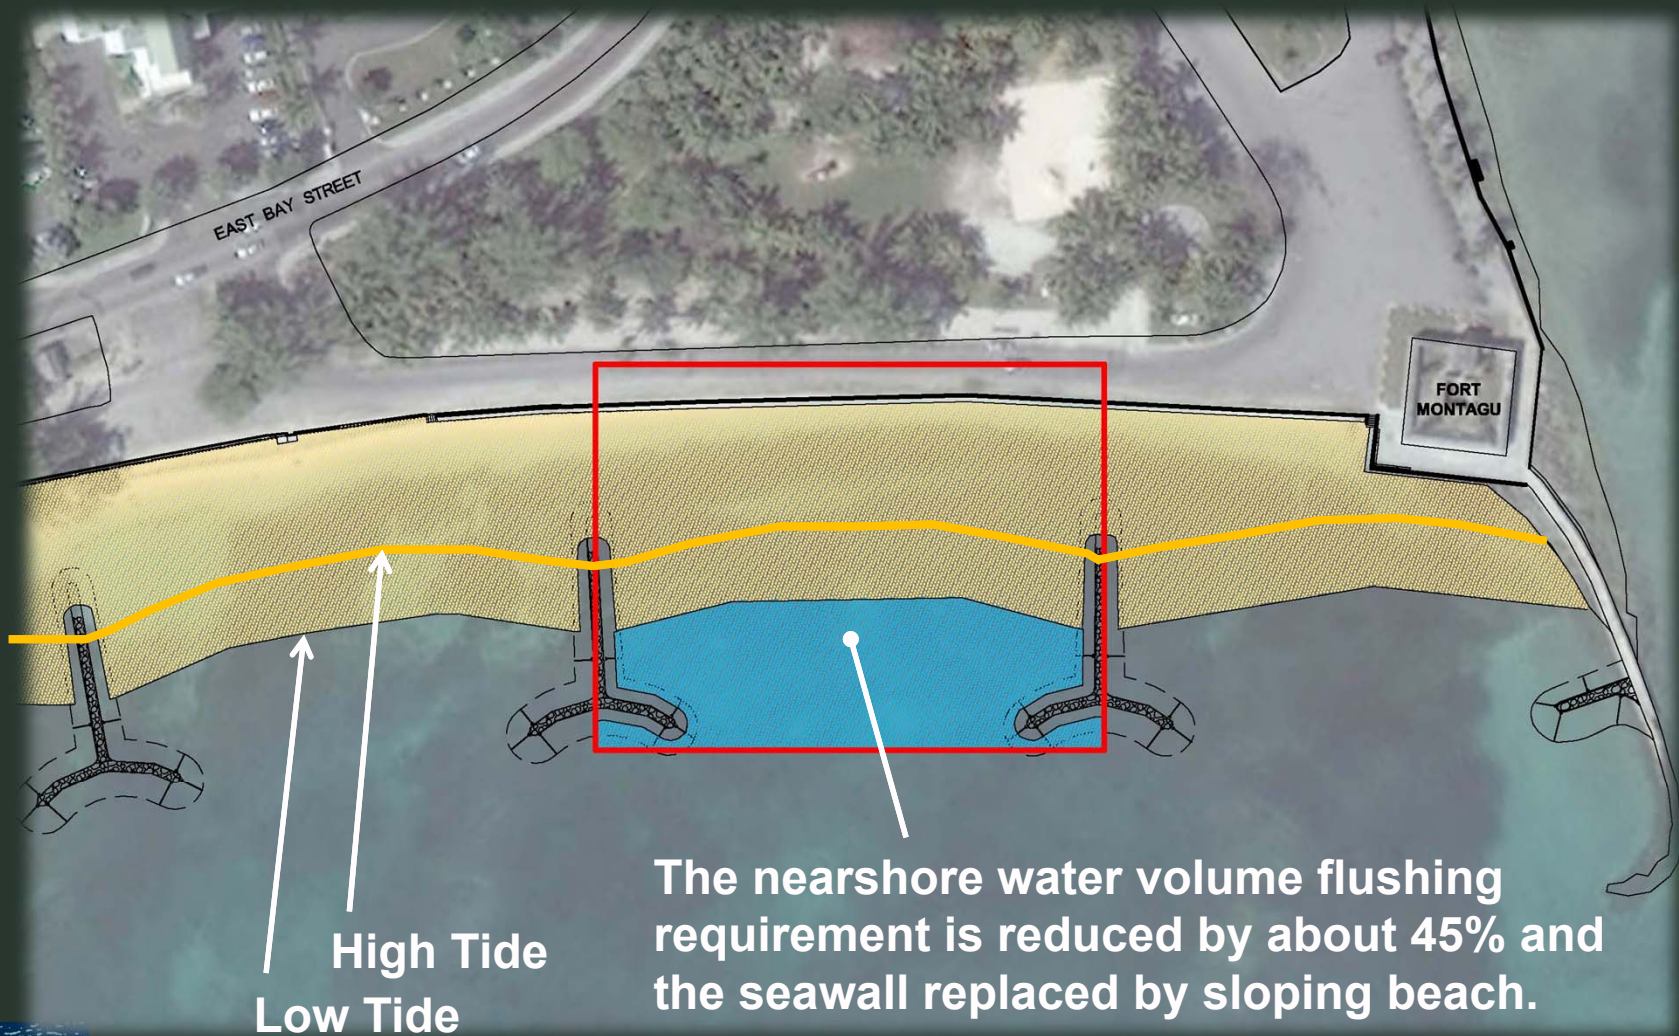 EAST BAY STREET
FORT
MONTAGU
High Tide
Low Tide
The nearshore water volume flushing
requirement is reduced by about 45% and
the seawall replaced by sloping beach.